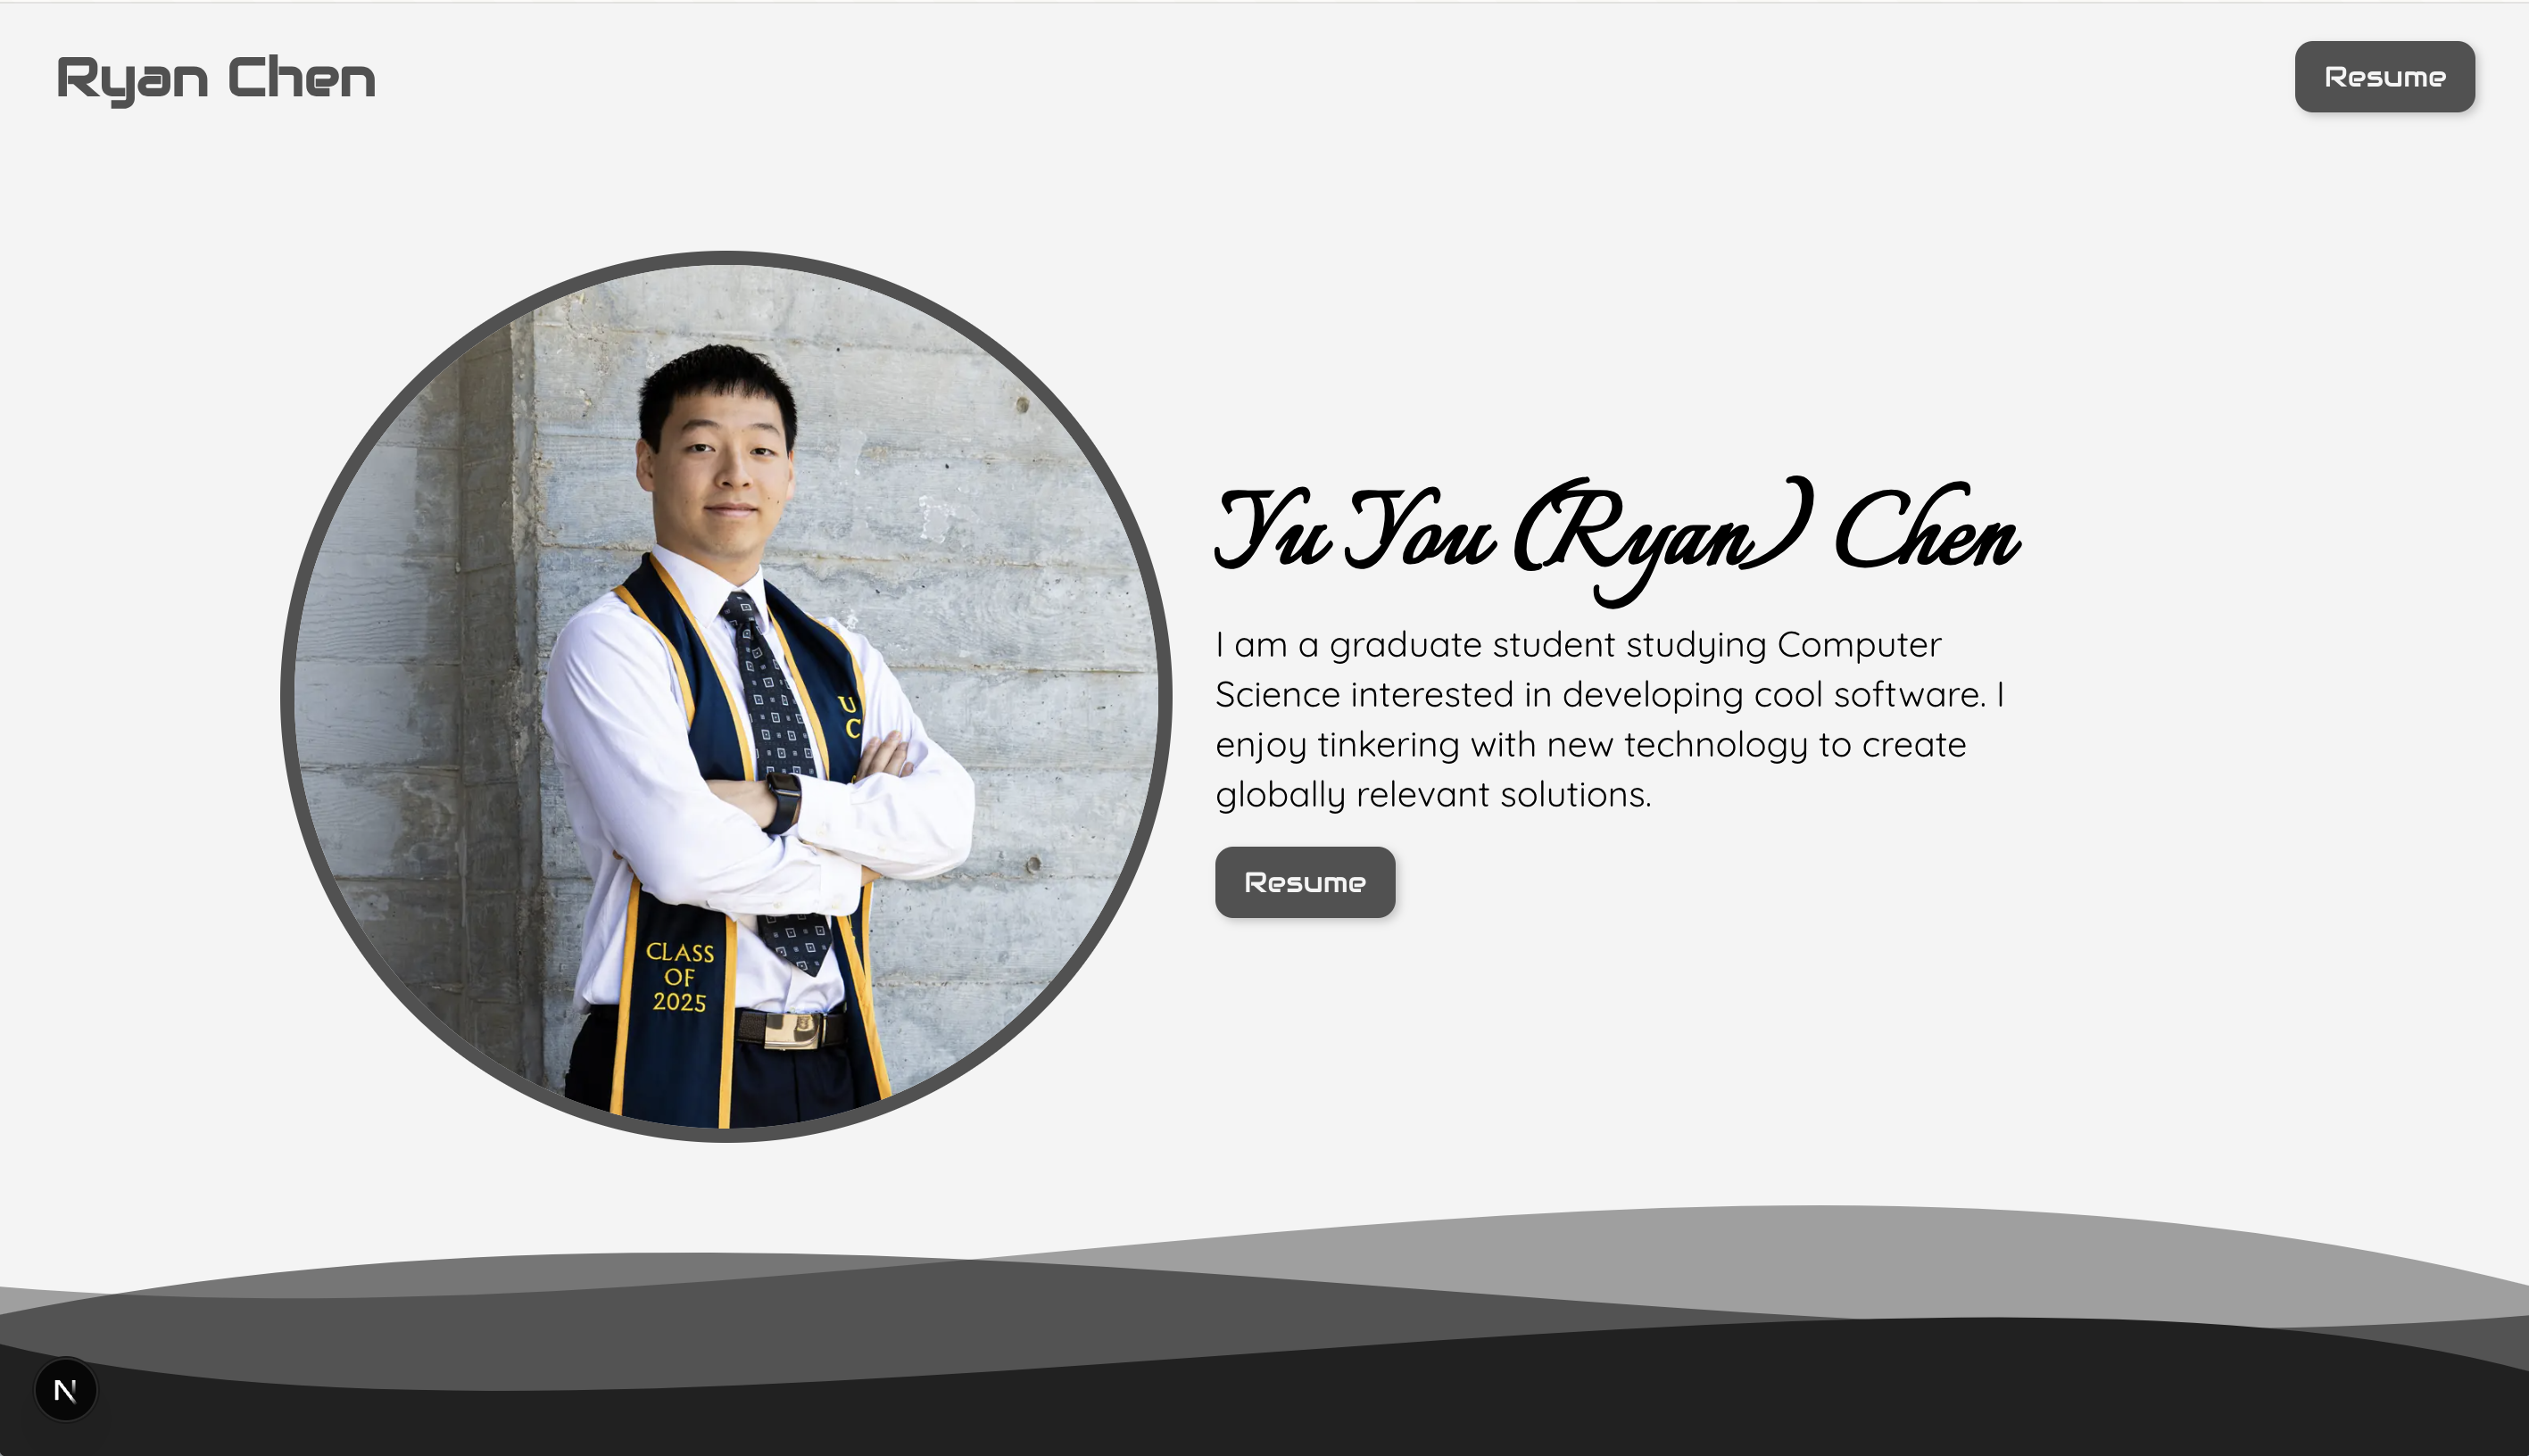 Ryan Chen
Resume
Yu You (Ryan) Chen
I am a graduate student studying Computer
Science interested in developing cool software. I
enjoy tinkering with new technology to create
globally relevant solutions.
Resume
U
C
CLASS
OF
2025
N